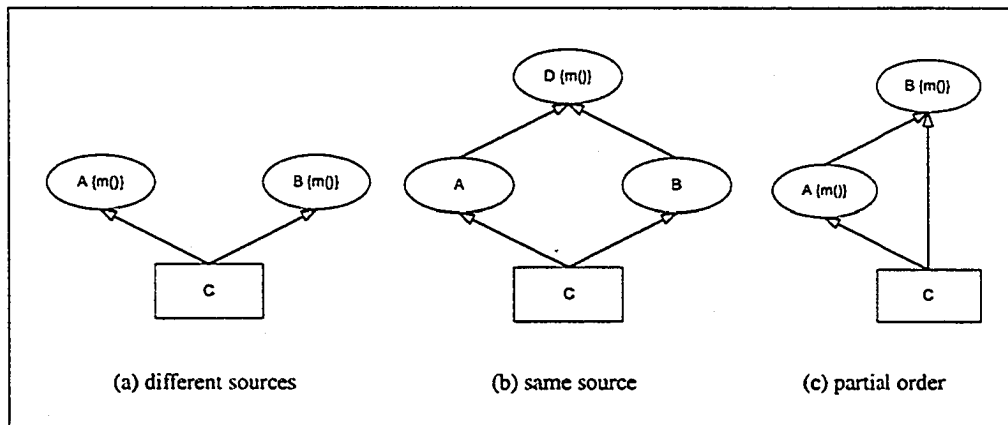 D {m()}
B {m()}
A {m()}
B {m()}
A
B
A {m()}
C
C
C
(a) different sources
(b) same source
(c) partial order